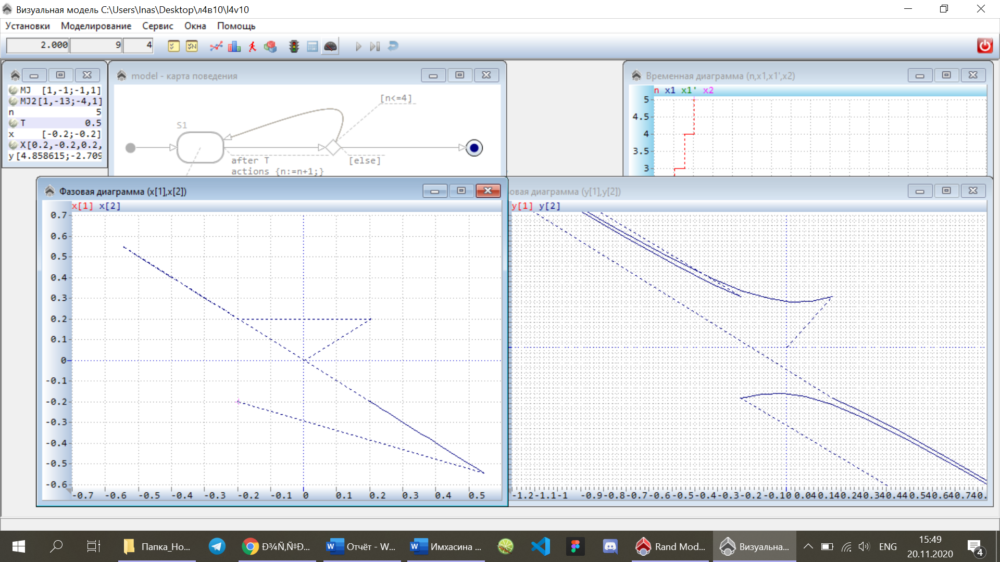 Визуальная модель C:\Users\Inas\Desktop\л4в10\l4v10
Установки Моделирование Сервис Окна Помощь
2.000 9 4
MJ [1,-1;-1,1]
MJ2[1,-13;-4,1]
n 5
T 0.5
x [-0.2;-0.2]
X[0.2,-0.2,0.2,
y[4.858615;-2.709
model - карта поведения
[n<=4]
S1
after T
actions {n:=n+1;}
[else]
Временная диаграмма (n,x1,x1',x2)
n x1 x1' x2
5
4.5
4
3.5
3
Фазовая диаграмма (x[1],x[2])
x[1] x[2]
0.7
0.6
0.5
0.4
0.3
0.2
0.1
0
-0.1
-0.2
-0.3
-0.4
-0.5
-0.6
-0.7 -0.6 -0.5 -0.4 -0.3 -0.2 -0.1 0 0.1 0.2 0.3 0.4 0.5
овая диаграмма (y[1],y[2])
y[1] y[2]
-1.2-1.1-1 -0.9-0.8-0.7-0.6-0.5-0.4-0.3-0.2-0.10 0.040.140.240.340.440.540.640.740.
Папка_Но...
Ð¾Ñ‚Ñ‡Ð...
Отчёт - W...
Имхасина ...
Rand Mod...
Визуальна...
ENG
15:49
20.11.2020
4